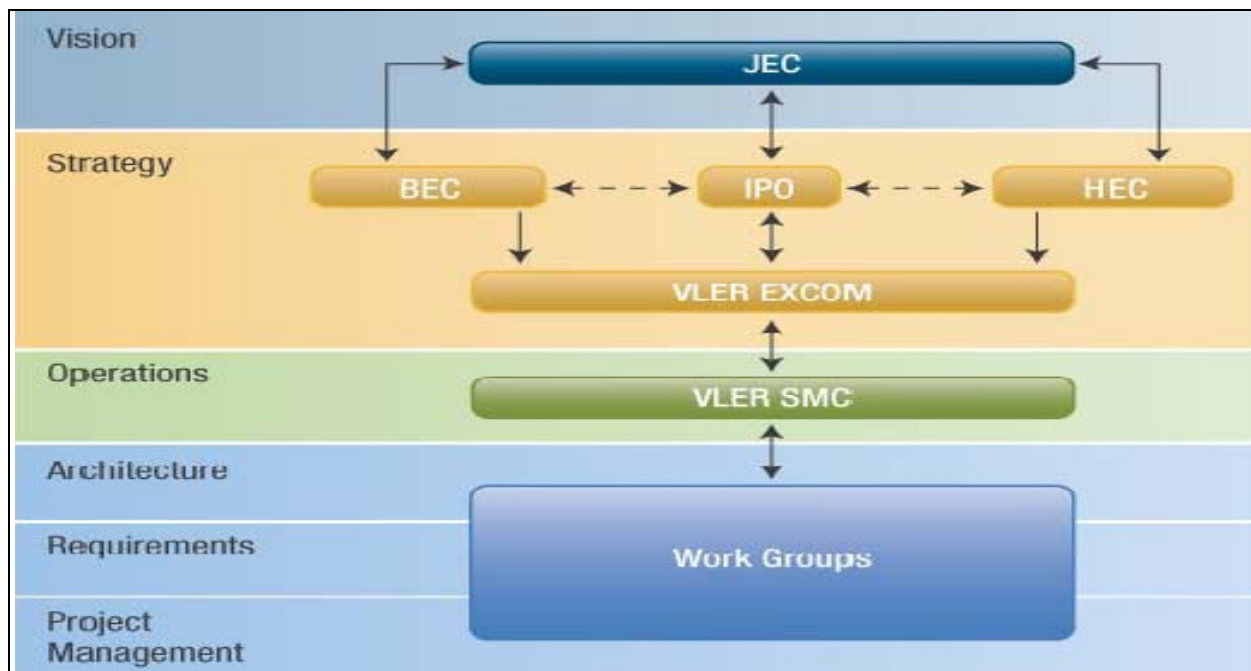 Vision
JEC
Strategy
BEC
IPO
HEC
VLER EXCOM
Operations
VLER SMC
Architecture
Requirements
Work Groups
Project
Management